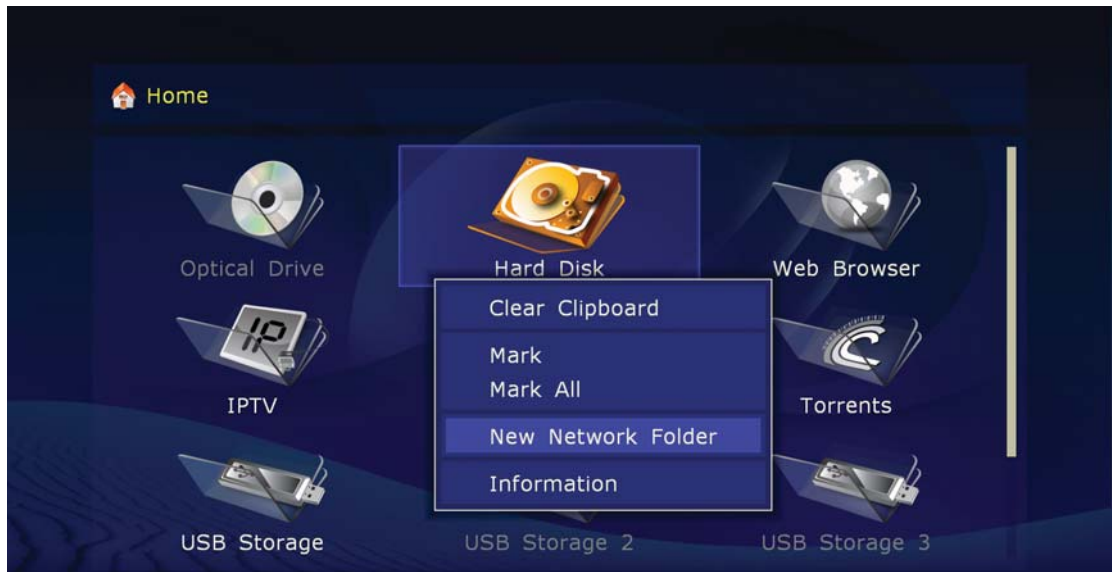 Home
Optical Drive
Hard Disk
Web Browser
Clear Clipboard
Mark
Mark All
New Network Folder
Information
IP
IPTV
Torrents
USB Storage
USB Storage 2
USB Storage 3